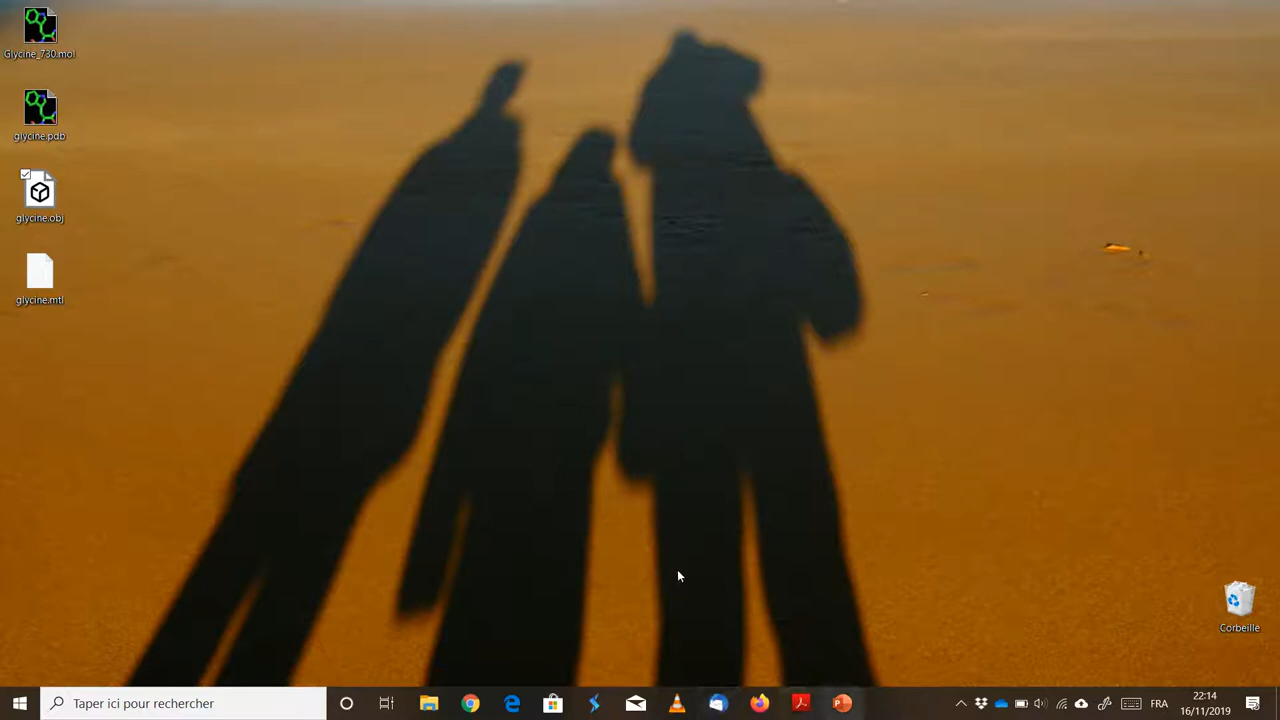 Glycine_730.mol
glycine.pdb
glycine.obj
glycine.mtl
Corbeille
Taper ici pour rechercher
FRA
22:14
16/11/2019